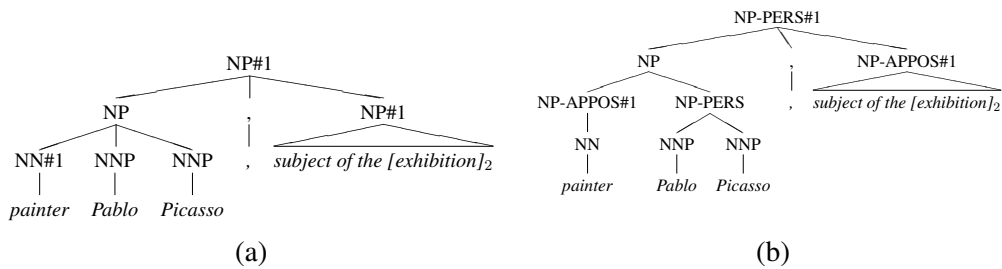 NP#1
NP , NP#1
NN#1 NNP NNP , subject of the [exhibition]2
painter Pablo Picasso
(a)
NP-PERS#1
NP , NP-APPOS#1
NP-APPOS#1 NP-PERS , subject of the [exhibition]2
NN NNP NNP
painter Pablo Picasso
(b)